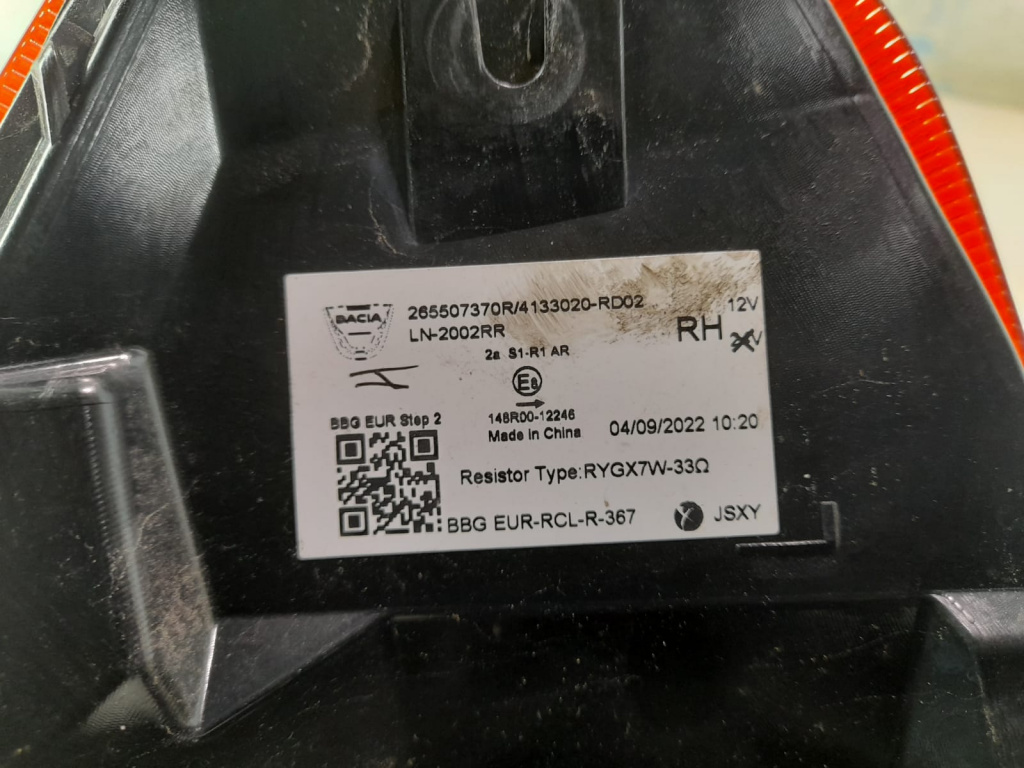 DACIA
265507370R/4133020-RD02
12V
LN-2002RR
RH
V
2a S1-R1 AR
E8
148R00-12246
Made in China
04/09/2022 10:20
BBG EUR Step 2
Resistor Type:RYGX7W-33Ω
BBG EUR-RCL-R-367
JSXY